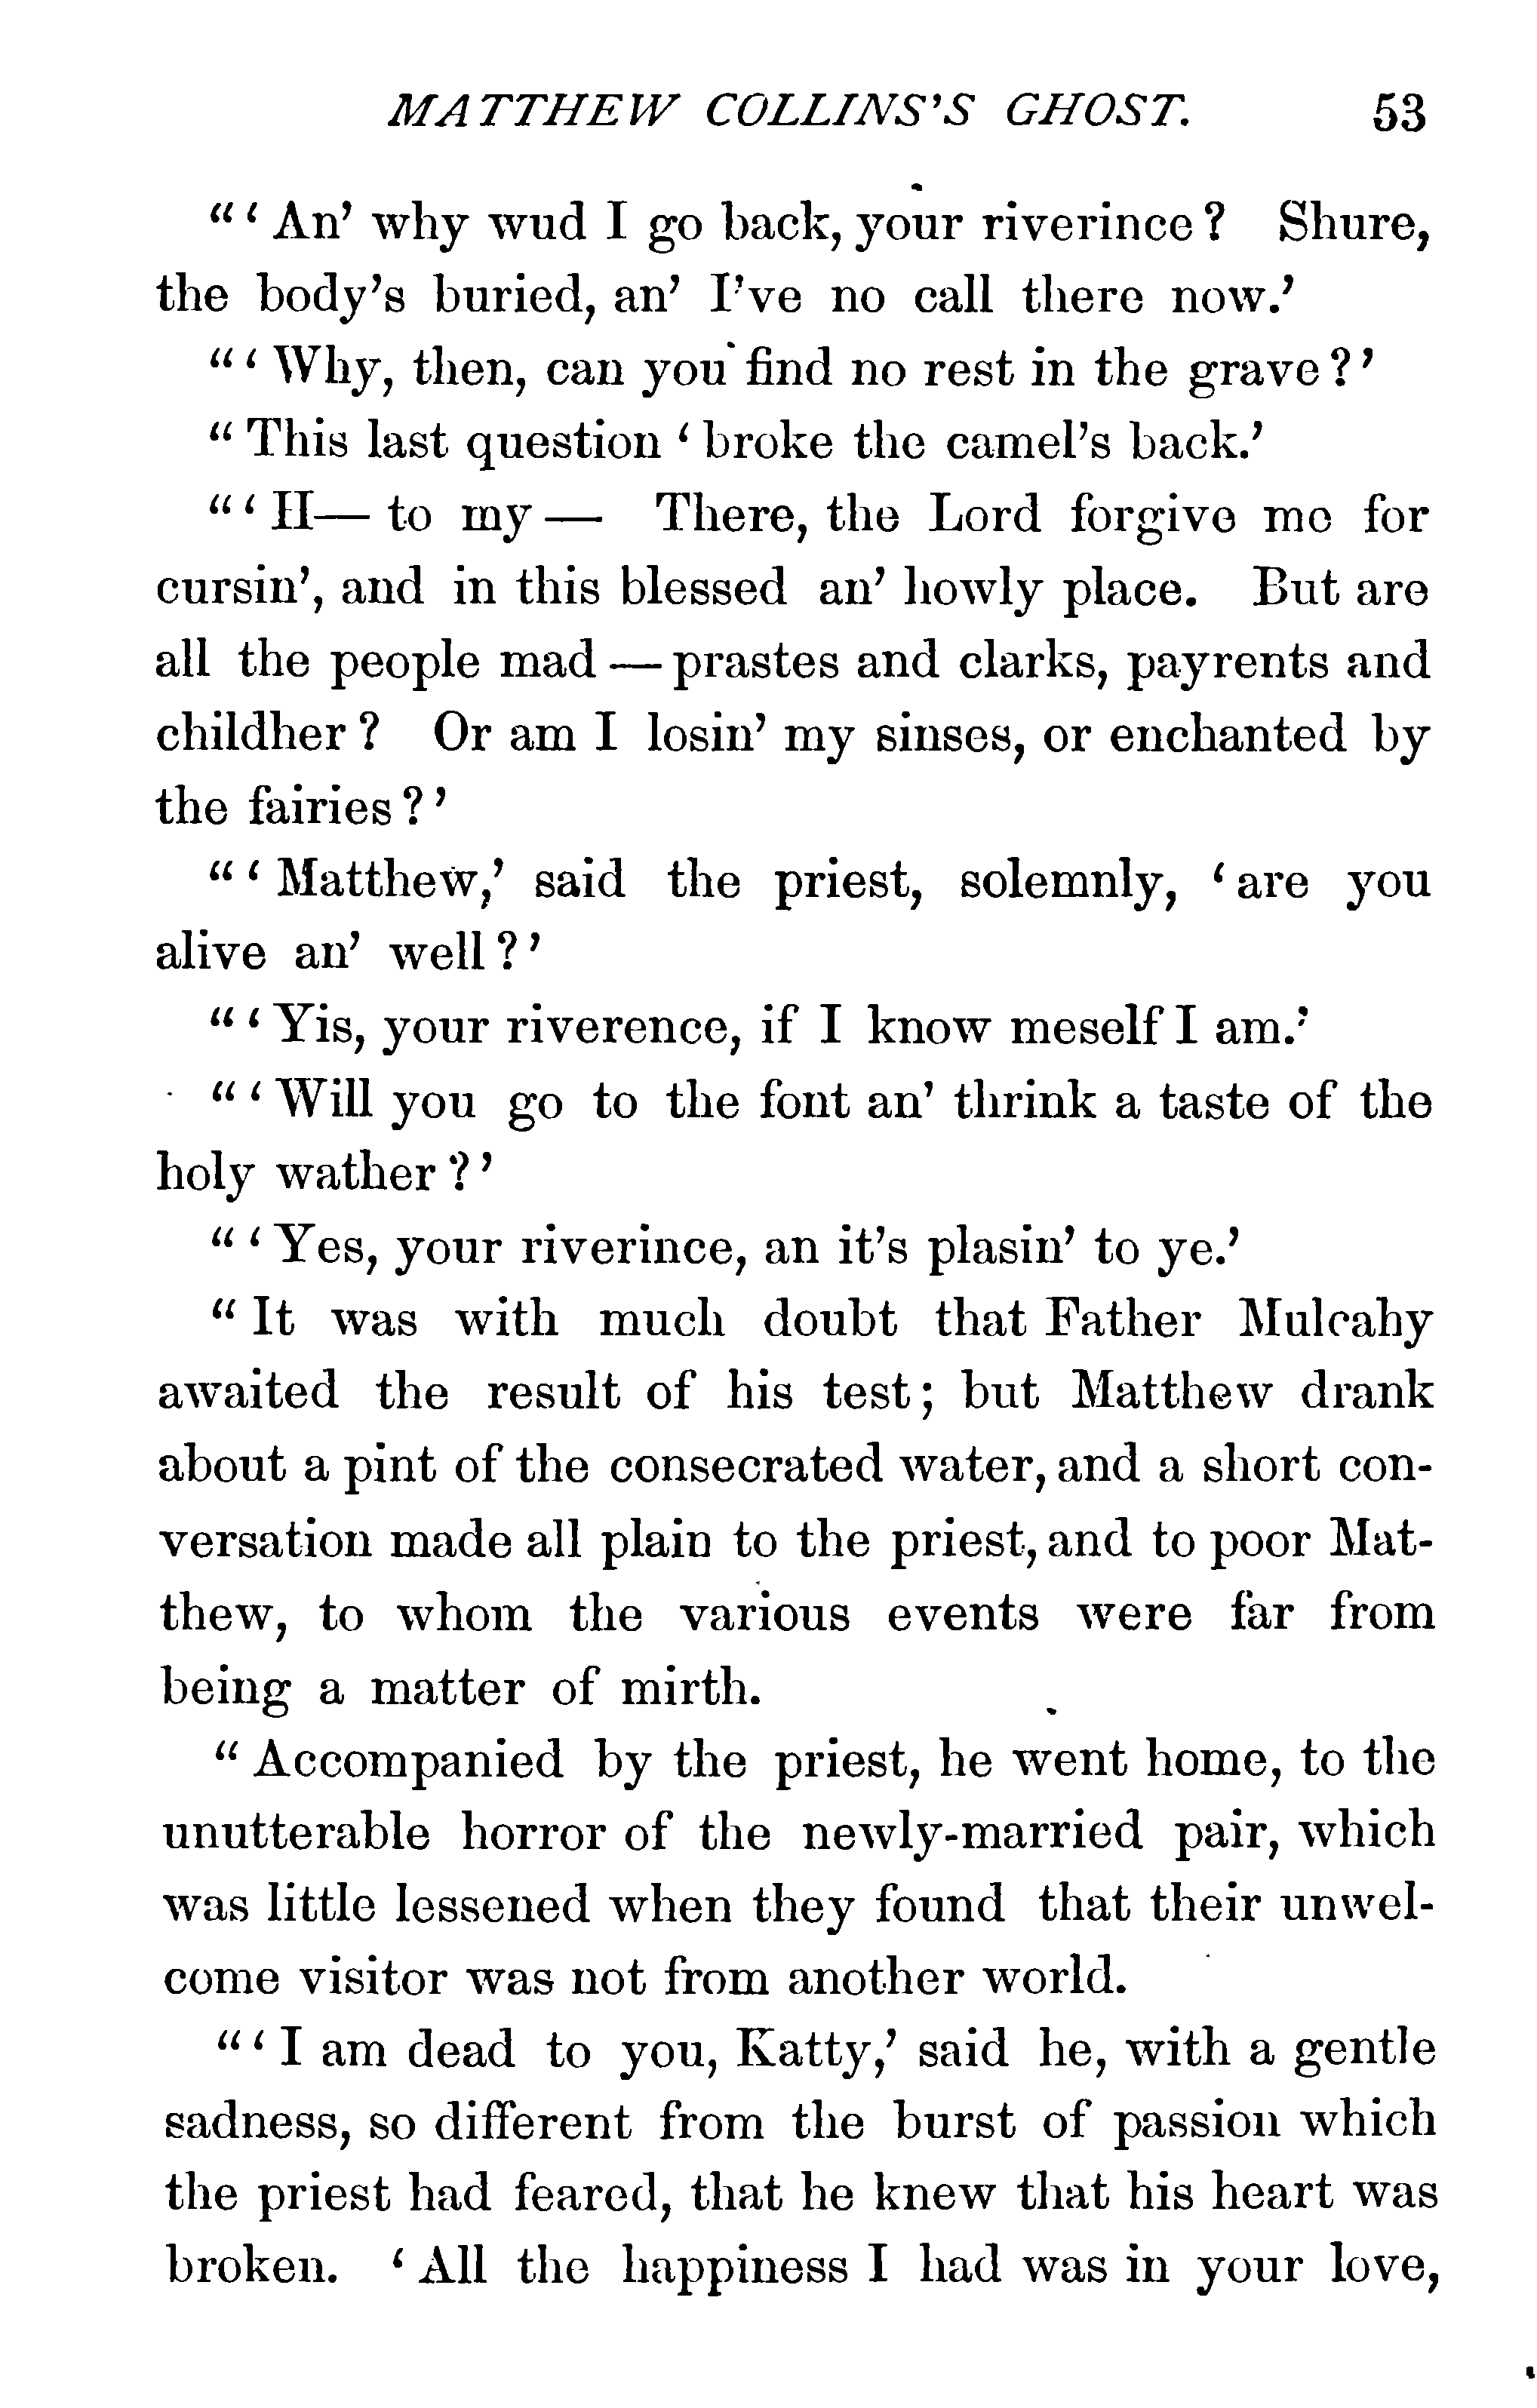 MATTHEW COLLINS'S GHOST. 53
"'An' why wud I go back, your riverince? Shure,
the body's buried, an' I've no call there now.'
"'Why, then, can you find no rest in the grave?'
"This last question 'broke the camel's back.'
"'H— to my— There, the Lord forgive me for
cursin', and in this blessed an' howly place. But are
all the people mad—prastes and clarks, payrents and
childher? Or am I losin' my sinses, or enchanted by
the fairies?'
"'Matthew,' said the priest, solemnly, 'are you
alive an' well?'
"'Yis, your riverence, if I know meself I am.'
"'Will you go to the font an' thrink a taste of the
holy wather?'
"'Yes, your riverince, an it's plasin' to ye.'
"It was with much doubt that Father Mulcahy
awaited the result of his test; but Matthew drank
about a pint of the consecrated water, and a short con-
versation made all plain to the priest, and to poor Mat-
thew, to whom the various events were far from
being a matter of mirth.
"Accompanied by the priest, he went home, to the
unutterable horror of the newly-married pair, which
was little lessened when they found that their unwel-
come visitor was not from another world.
"'I am dead to you, Katty,' said he, with a gentle
sadness, so different from the burst of passion which
the priest had feared, that he knew that his heart was
broken. 'All the happiness I had was in your love,